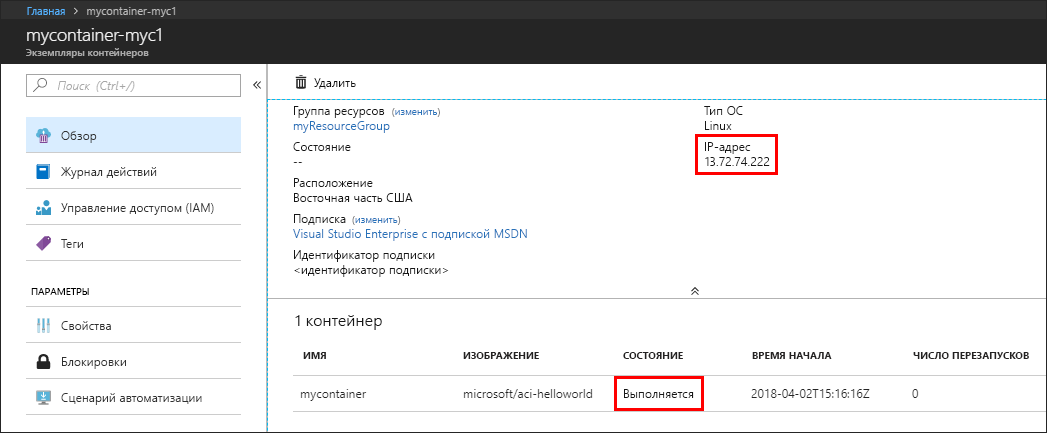 Главная > mycontainer-myc1
mycontainer-myc1
Экземпляры контейнеров
Поиск (Ctrl+/)
«
Обзор
Журнал действий
Управление доступом (IAM)
Теги
ПАРАМЕТРЫ
Свойства
Блокировки
Сценарий автоматизации
Удалить
Группа ресурсов (изменить)
myResourceGroup
Состояние
--
Расположение
Восточная часть США
Подписка (изменить)
Visual Studio Enterprise с подпиской MSDN
Идентификатор подписки
<идентификатор подписки>
Тип ОС
Linux
IP-адрес
13.72.74.222
1 контейнер
ИМЯ ИЗОБРАЖЕНИЕ СОСТОЯНИЕ ВРЕМЯ НАЧАЛА ЧИСЛО ПЕРЕЗАПУСКОВ
mycontainer microsoft/aci-helloworld Выполняется 2018-04-02T15:16:16Z 0